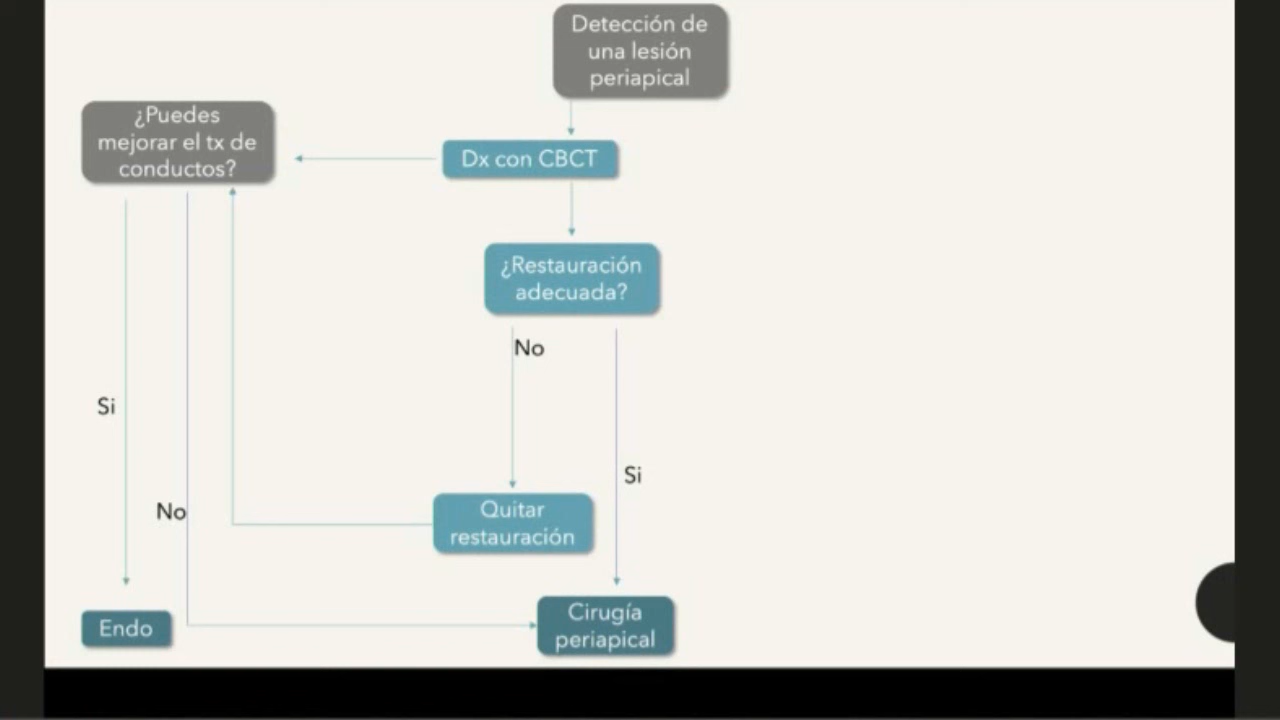 Detección de
una lesión
periapical
¿Puedes
mejorar el tx de
conductos?
Dx con CBCT
¿Restauración
adecuada?
No
Si
Si
No
Quitar
restauración
Endo
Cirugía
periapical